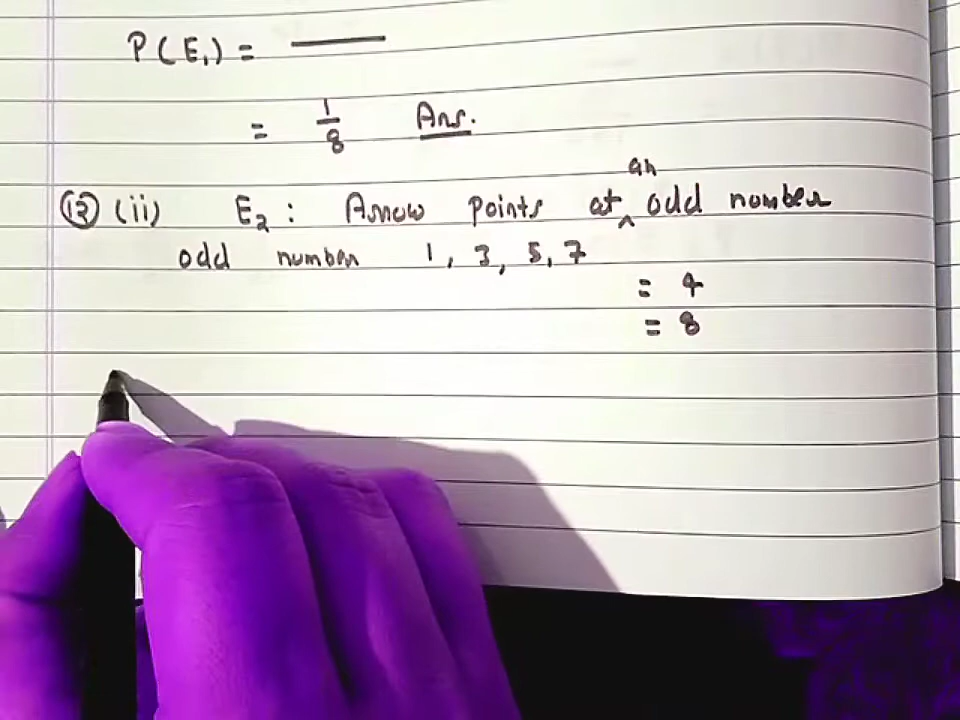 P(E₁) = ——
= 1/8 Ans.
⑫ (ii) E₂ : Arrow points at an odd number
odd number 1, 3, 5, 7
= 4
= 8